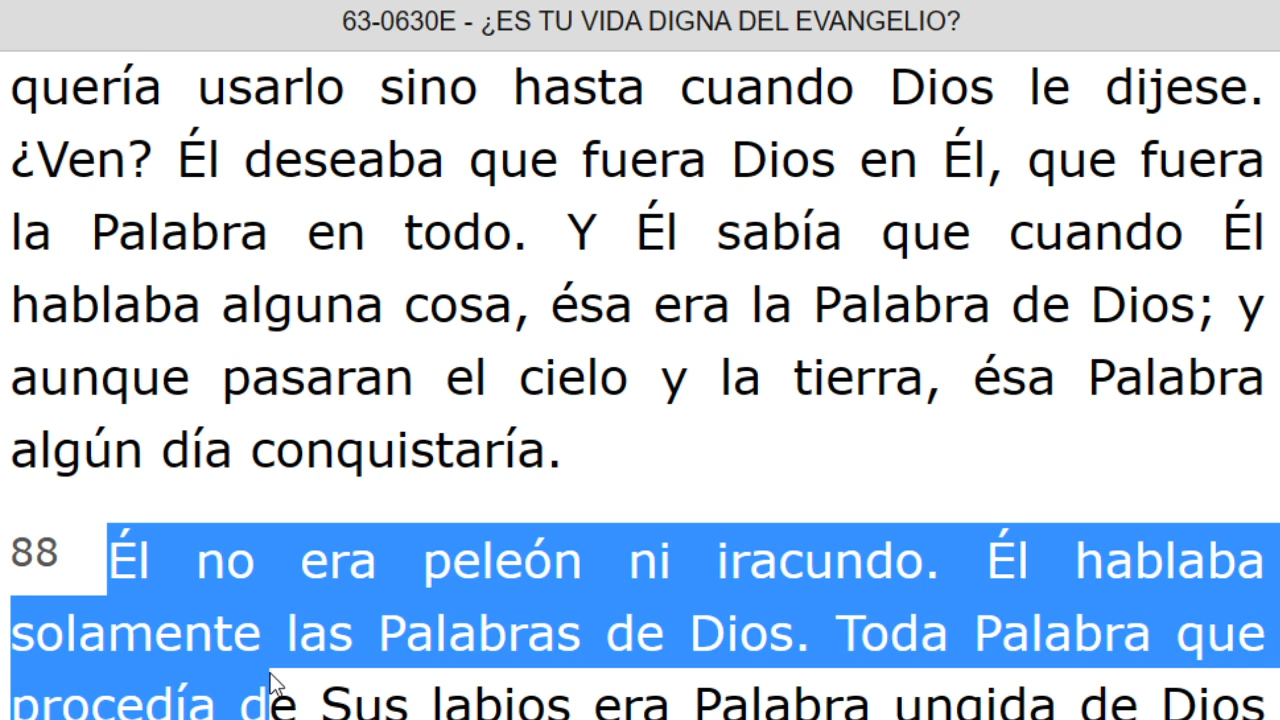 63-0630E - ¿ES TU VIDA DIGNA DEL EVANGELIO?
quería usarlo sino hasta cuando Dios le dijese.
¿Ven? Él deseaba que fuera Dios en Él, que fuera
la Palabra en todo. Y Él sabía que cuando Él
hablaba alguna cosa, ésa era la Palabra de Dios; y
aunque pasaran el cielo y la tierra, ésa Palabra
algún día conquistaría.
88 Él no era peleón ni iracundo. Él hablaba
solamente las Palabras de Dios. Toda Palabra que
procedía de Sus labios era Palabra ungida de Dios